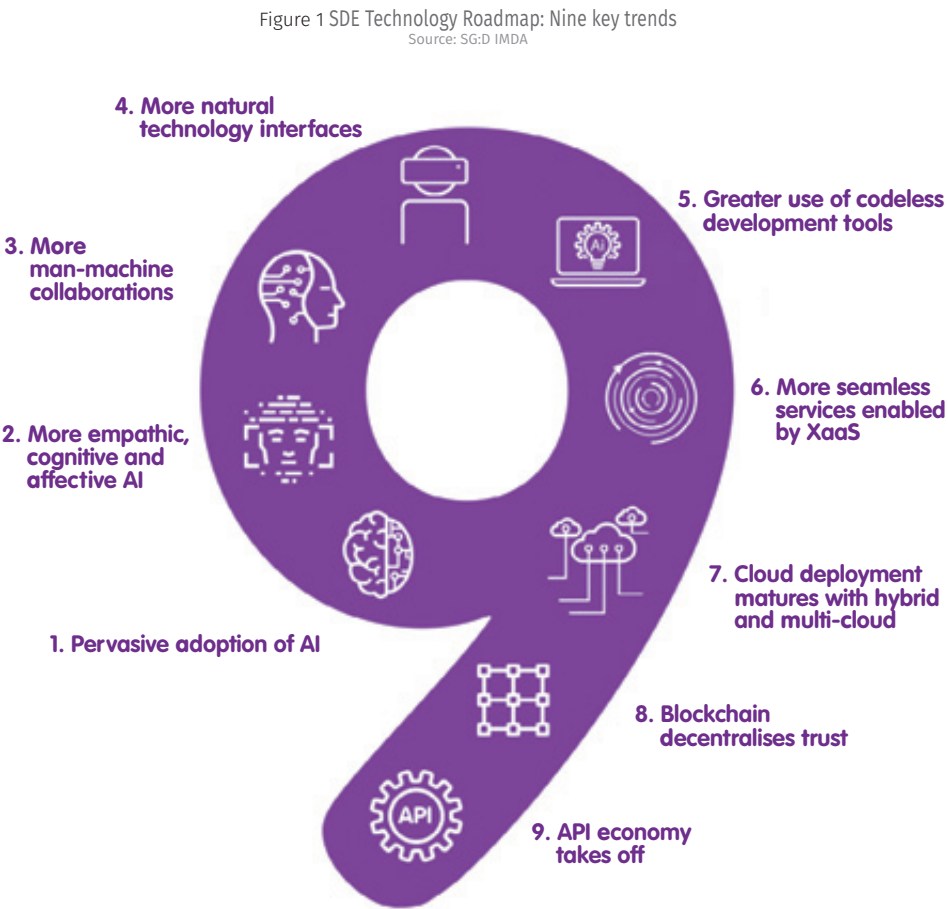 Figure 1 SDE Technology Roadmap: Nine key trends
Source: SG:D IMDA
4. More natural
technology interfaces
5. Greater use of codeless
development tools
3. More
man-machine
collaborations
Ai
6. More seamless
services enabled
by XaaS
2. More empathic,
cognitive and
affective AI
7. Cloud deployment
matures with hybrid
and multi-cloud
1. Pervasive adoption of AI
8. Blockchain
decentralises trust
API
9. API economy
takes off